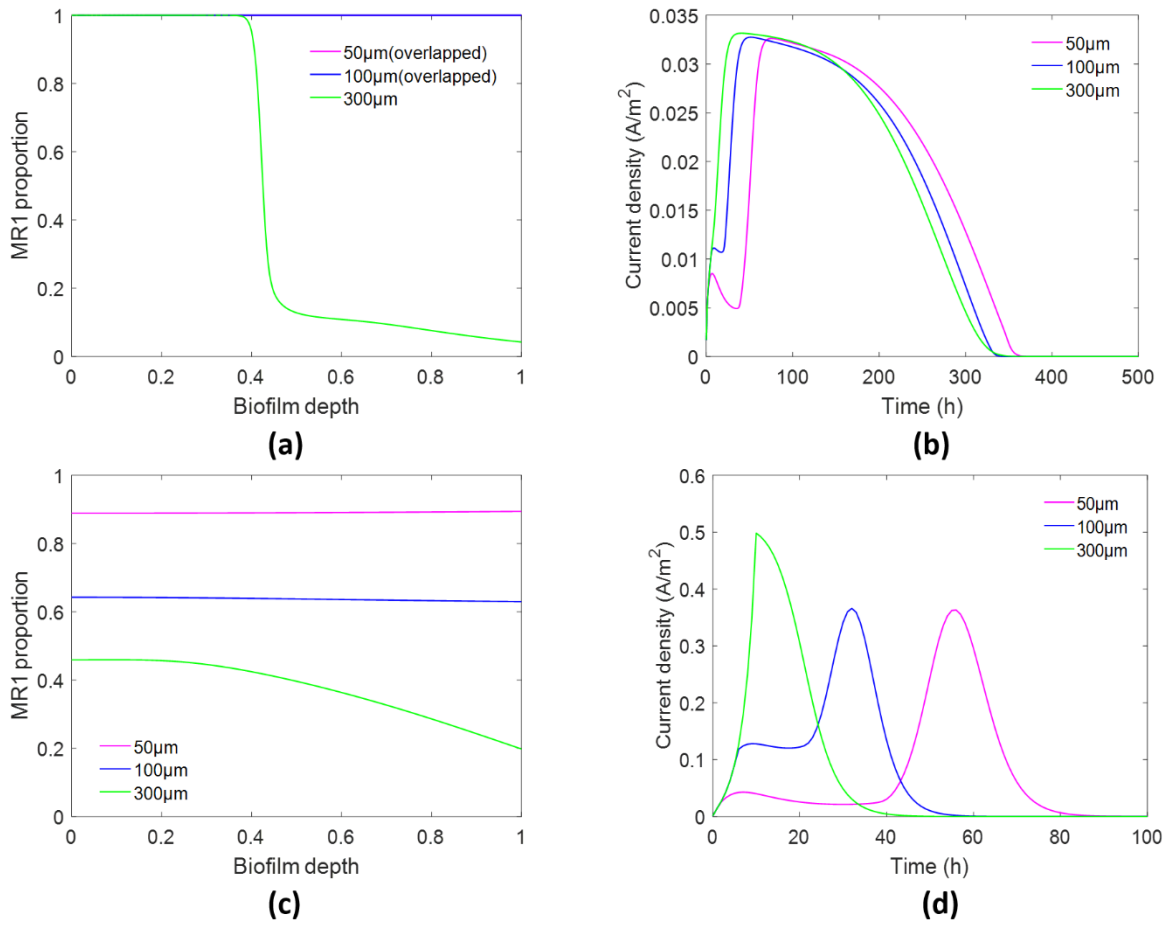 1
0.8
0.6
0.4
0.2
0
MR1 proportion
50µm(overlapped)
100µm(overlapped)
300µm
0 0.2 0.4 0.6 0.8 1
Biofilm depth
(a)
0.035
0.03
0.025
0.02
0.015
0.01
0.005
0
Current density (A/m²)
50µm
100µm
300µm
0 100 200 300 400 500
Time (h)
(b)
1
0.8
0.6
0.4
0.2
0
MR1 proportion
50µm
100µm
300µm
0 0.2 0.4 0.6 0.8 1
Biofilm depth
(c)
0.6
0.5
0.4
0.3
0.2
0.1
0
Current density (A/m²)
50µm
100µm
300µm
0 20 40 60 80 100
Time (h)
(d)